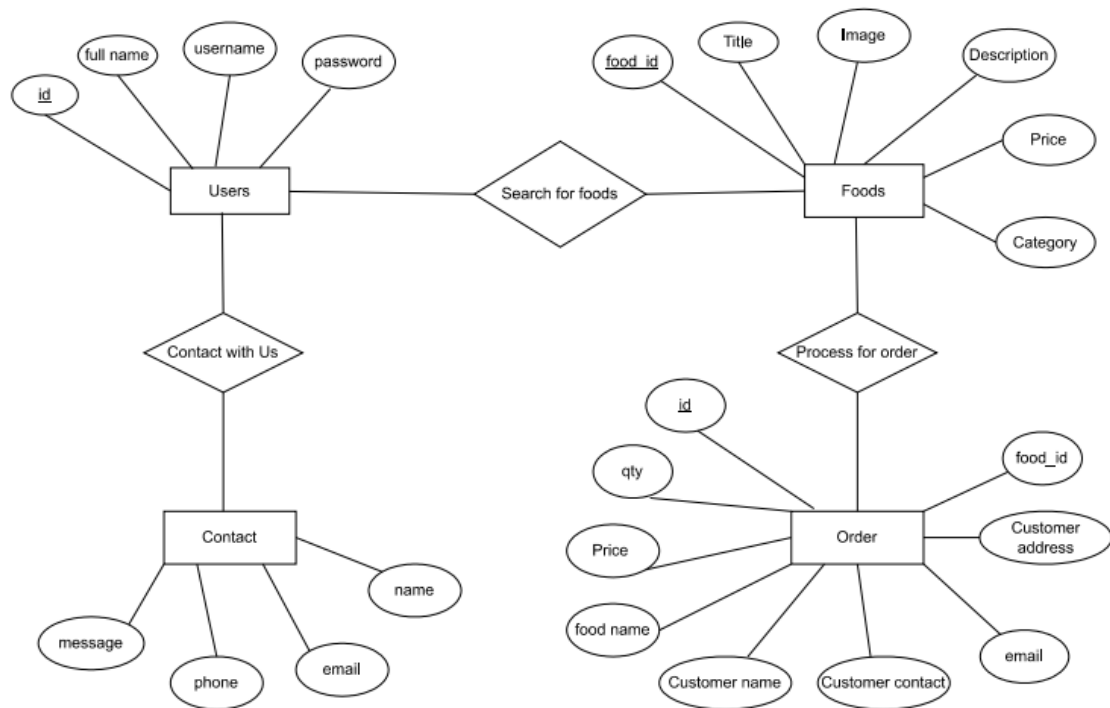 full name
username
password
id
Users
food_id
Title
Image
Description
Price
Category
Search for foods
Foods
Contact with Us
Process for order
id
qty
Price
food name
Customer name
Customer contact
email
Customer
address
food_id
Order
Contact
name
message
phone
email